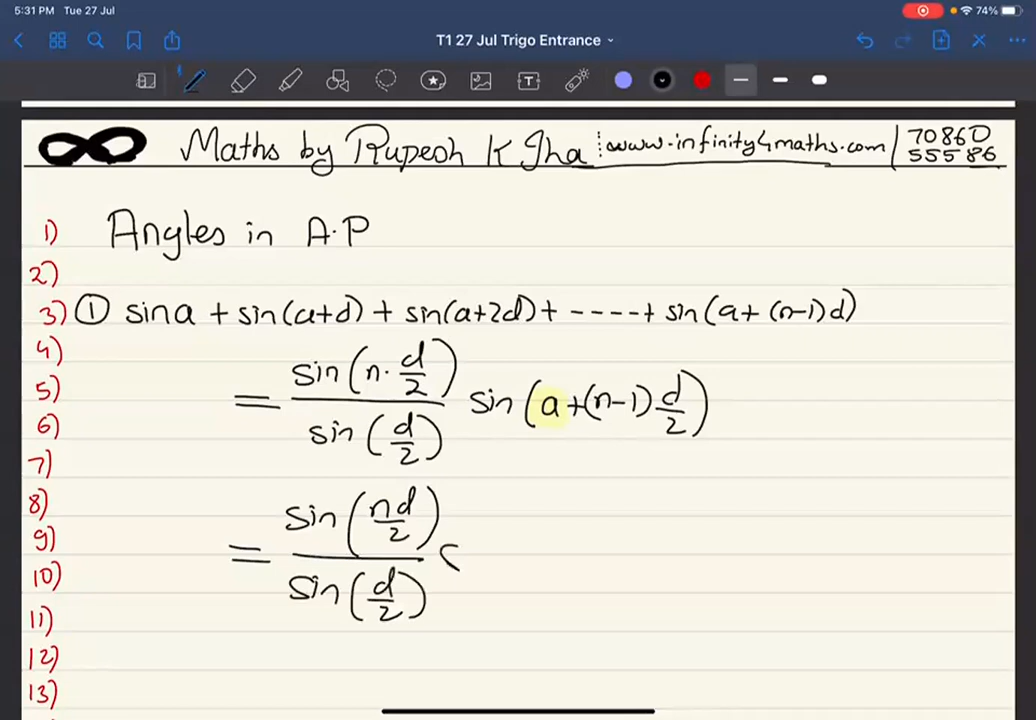 5:31 PM Tue 27 Jul
74%
T1 27 Jul Trigo Entrance
Maths by Rupesh K Jha www.infinity4maths.com 70860
55586
1) Angles in A.P
2)
3) ① sin a + sin(a+d) + sin(a+2d) + ----+ sin(a+(n-1)d)
4)
5) = sin(n·d/2)/sin(d/2) sin(a+(n-1)d/2)
6)
7)
8)
9) = sin(nd/2)/sin(d/2)
10)
11)
12)
13)